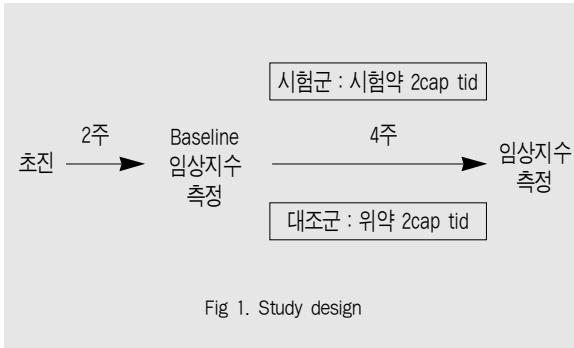 시험군 : 시험약 2cap tid
초진
2주
Baseline
임상지수
측정
4주
임상지수
측정
대조군 : 위약 2cap tid
Fig 1. Study design